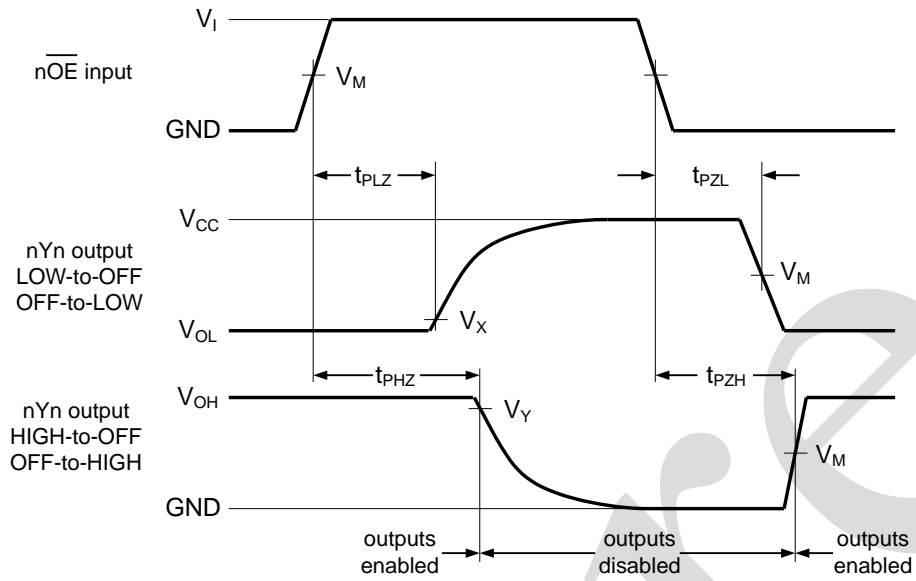 V_I
nOE̅ input
V_M
GND
t_PLZ
t_PZL
V_CC
nYn output
LOW-to-OFF
OFF-to-LOW
V_M
V_X
V_OL
t_PHZ
t_PZH
V_OH
nYn output
HIGH-to-OFF
OFF-to-HIGH
V_Y
V_M
GND
outputs
enabled
outputs
disabled
outputs
enabled